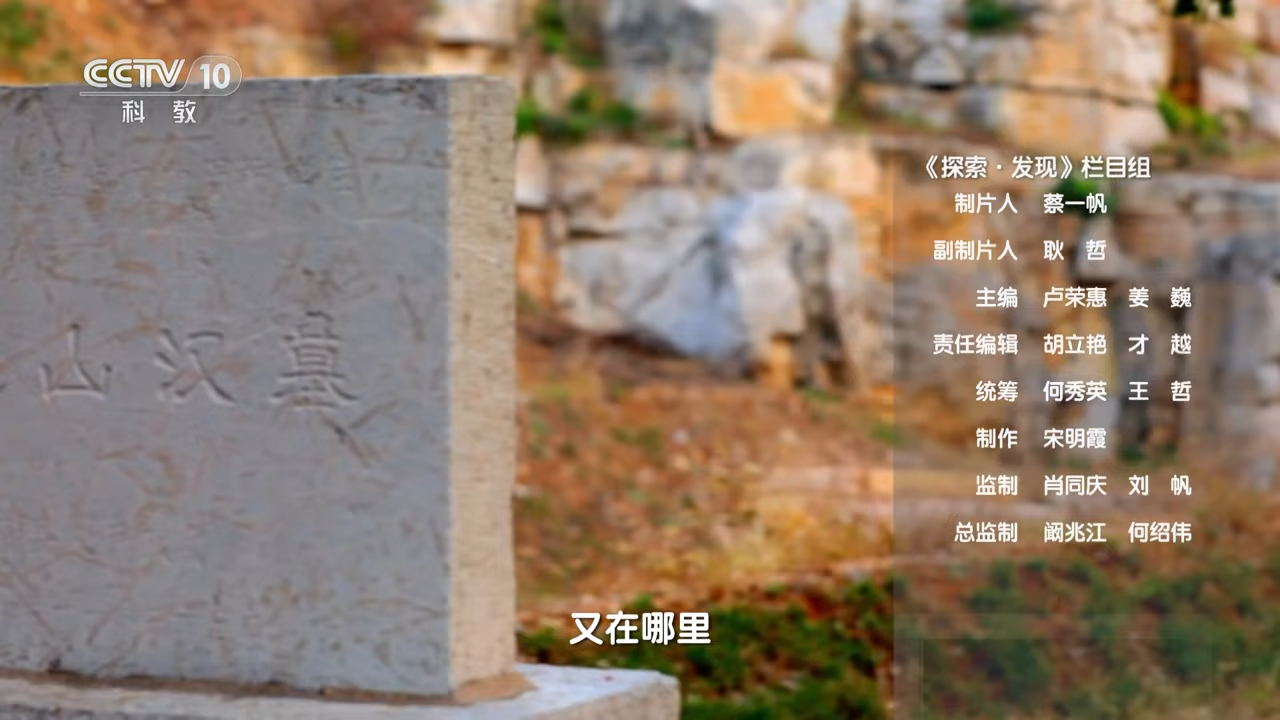 CCTV 10
科教
山汉墓
《探索·发现》栏目组
制片人 蔡一帆
副制片人 耿 哲
主编 卢荣惠 姜 巍
责任编辑 胡立艳 才 越
统筹 何秀英 王 哲
制作 宋明霞
监制 肖同庆 刘 帆
总监制 阚兆江 何绍伟
又在哪里